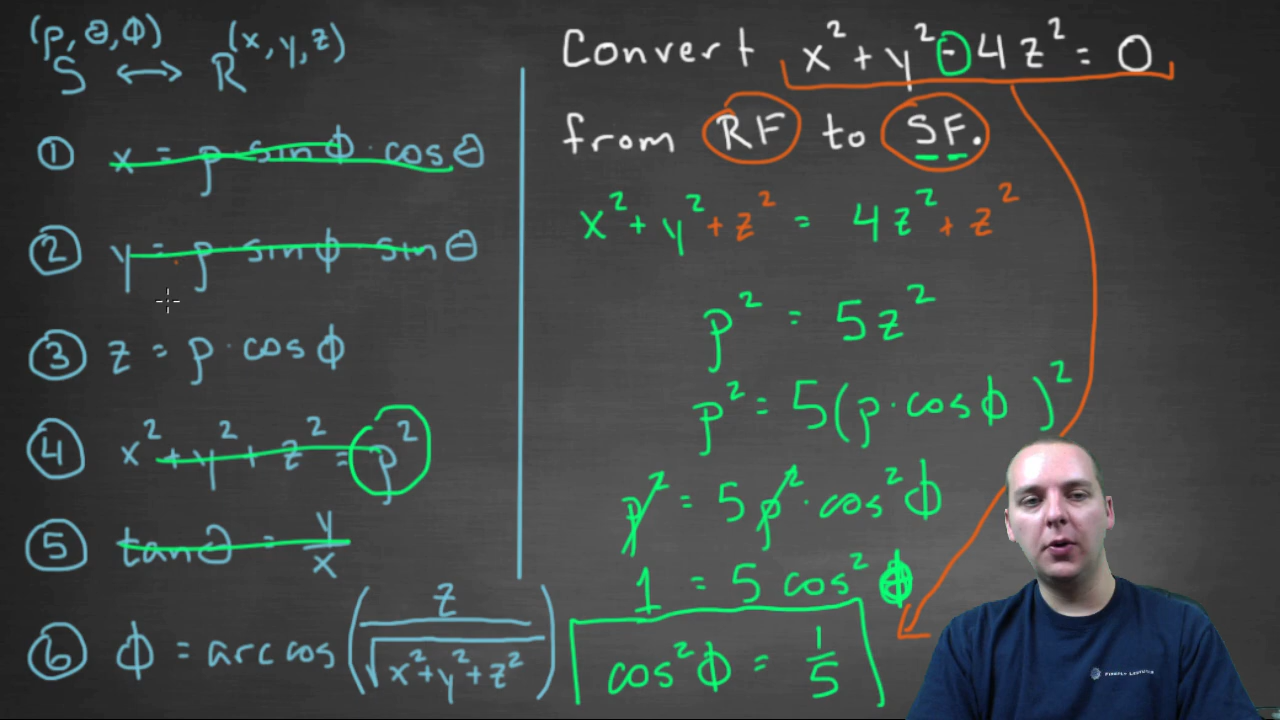 (ρ, θ, ϕ) (x, y, z)
S ↔ R
① x = ρ · sin ϕ · cos θ
② y = ρ · sin ϕ · sin θ
③ z = ρ · cos ϕ
④ x² + y² + z² = ρ²
⑤ tan θ = y/x
⑥ ϕ = arccos (z/√(x²+y²+z²))
Convert x² + y² - 4z² = 0
from RF to SF.
x² + y² + z² = 4z² + z²
ρ² = 5z²
ρ² = 5(ρ · cos ϕ)²
ρ² = 5ρ² · cos² ϕ
1 = 5 cos² ϕ
cos² ϕ = 1/5